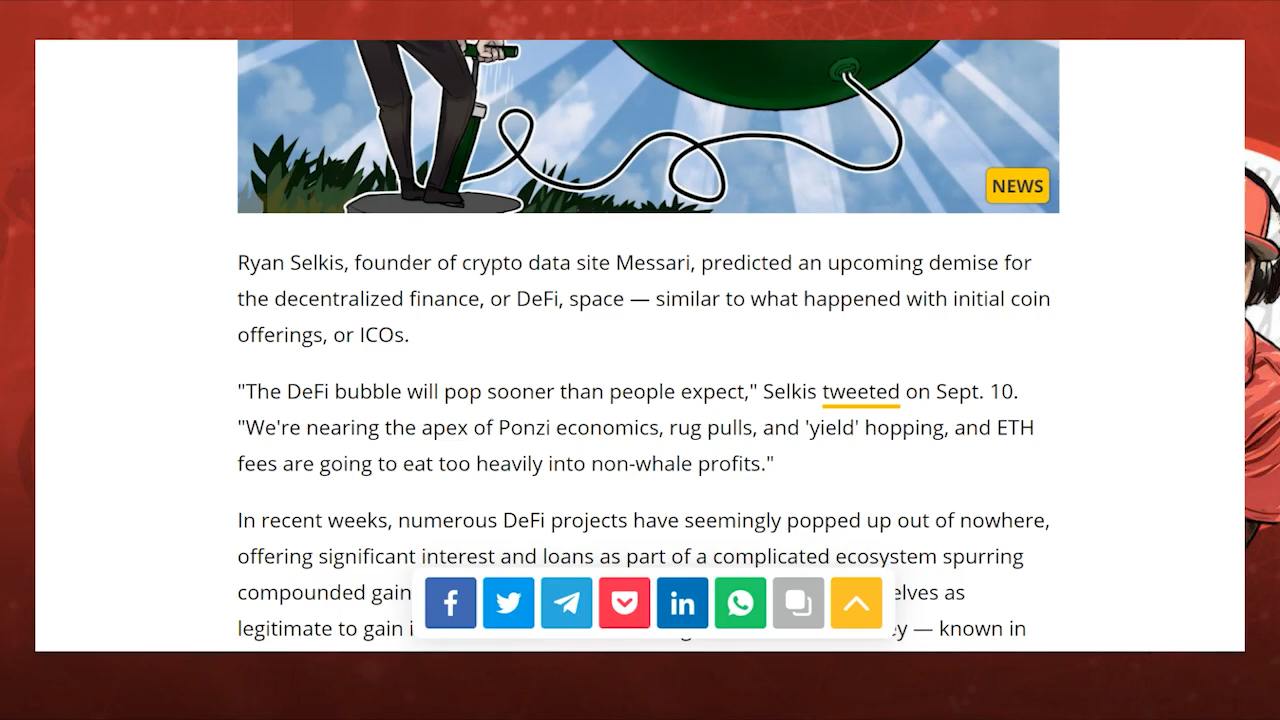 NEWS
Ryan Selkis, founder of crypto data site Messari, predicted an upcoming demise for
the decentralized finance, or DeFi, space — similar to what happened with initial coin
offerings, or ICOs.
"The DeFi bubble will pop sooner than people expect," Selkis tweeted on Sept. 10.
"We're nearing the apex of Ponzi economics, rug pulls, and 'yield' hopping, and ETH
fees are going to eat too heavily into non-whale profits."
In recent weeks, numerous DeFi projects have seemingly popped up out of nowhere,
offering significant interest and loans as part of a complicated ecosystem spurring
compounded gain elves as
legitimate to gain — known in